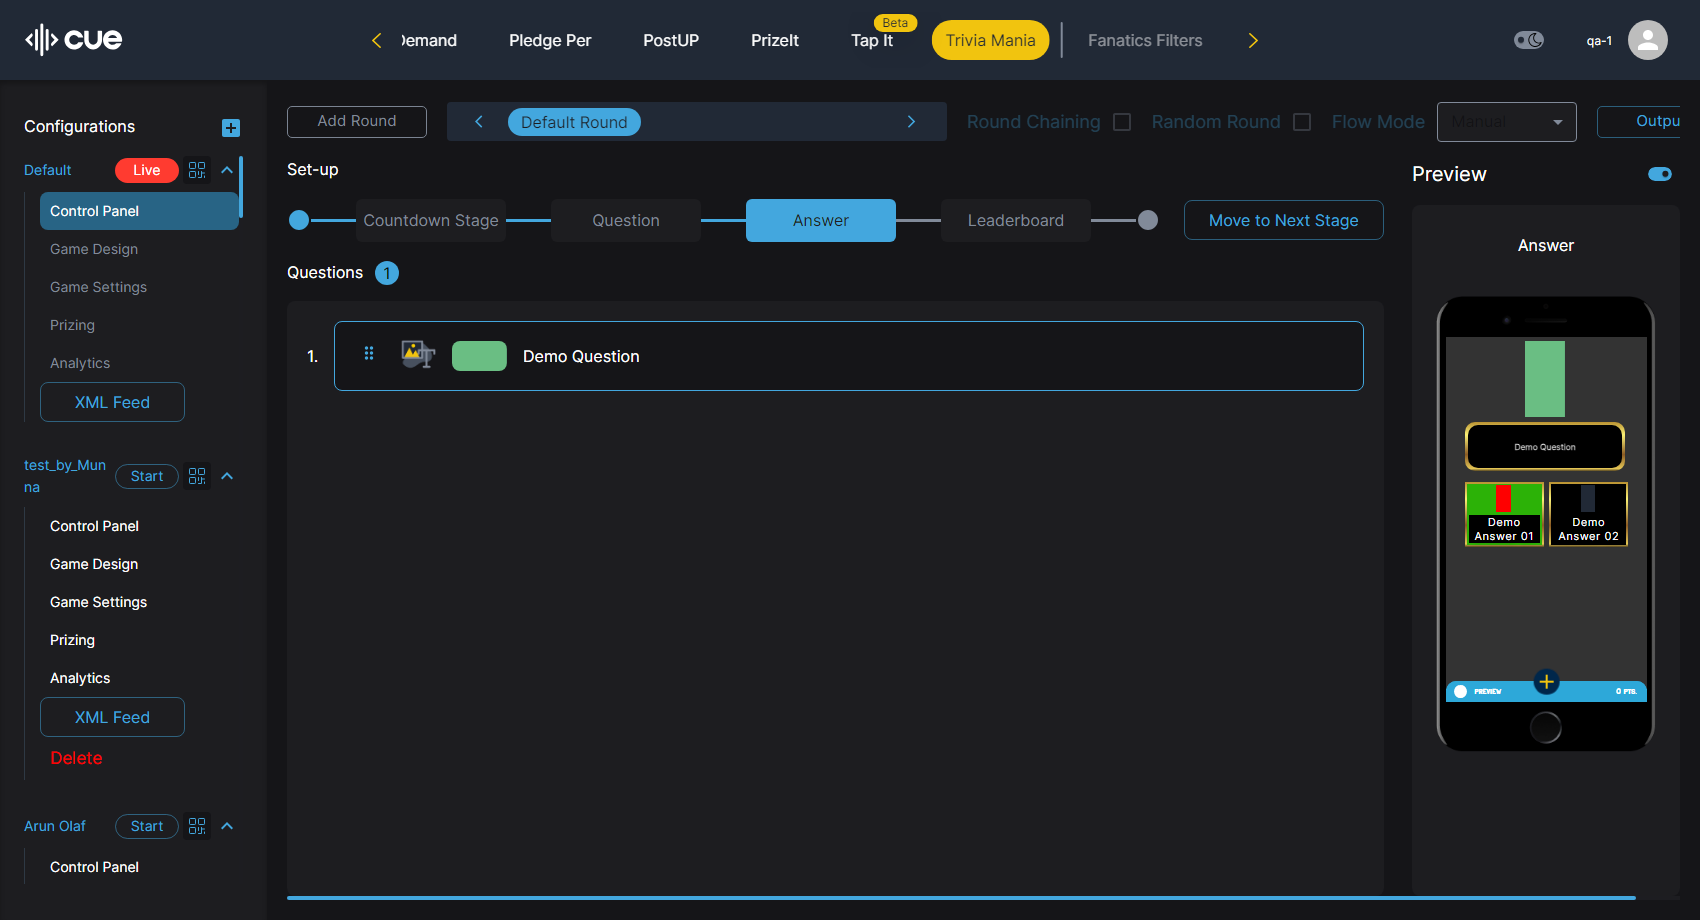 cue
Demand
Pledge Per
PostUP
PrizeIt
Tap It
Beta
Trivia Mania
Fanatics Filters
qa-1
Configurations
Default
Live
Control Panel
Game Design
Game Settings
Prizing
Analytics
XML Feed
test_by_Mun
na
Start
Control Panel
Game Design
Game Settings
Prizing
Analytics
XML Feed
Delete
Arun Olaf
Start
Control Panel
Add Round
Default Round
Round Chaining
Random Round
Flow Mode
Manual
Outpu
Set-up
Countdown Stage
Question
Answer
Leaderboard
Move to Next Stage
Questions 1
1.
Demo Question
Preview
Answer
Demo Question
Demo
Answer 01
Demo
Answer 02
PREVIEW
0 PTS.